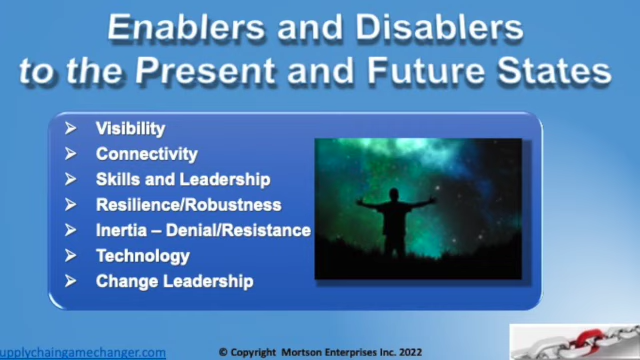 Enablers and Disablers
to the Present and Future States
➢ Visibility
➢ Connectivity
➢ Skills and Leadership
➢ Resilience/Robustness
➢ Inertia – Denial/Resistance
➢ Technology
➢ Change Leadership
upplychaingamechanger.com
© Copyright Mortson Enterprises Inc. 2022